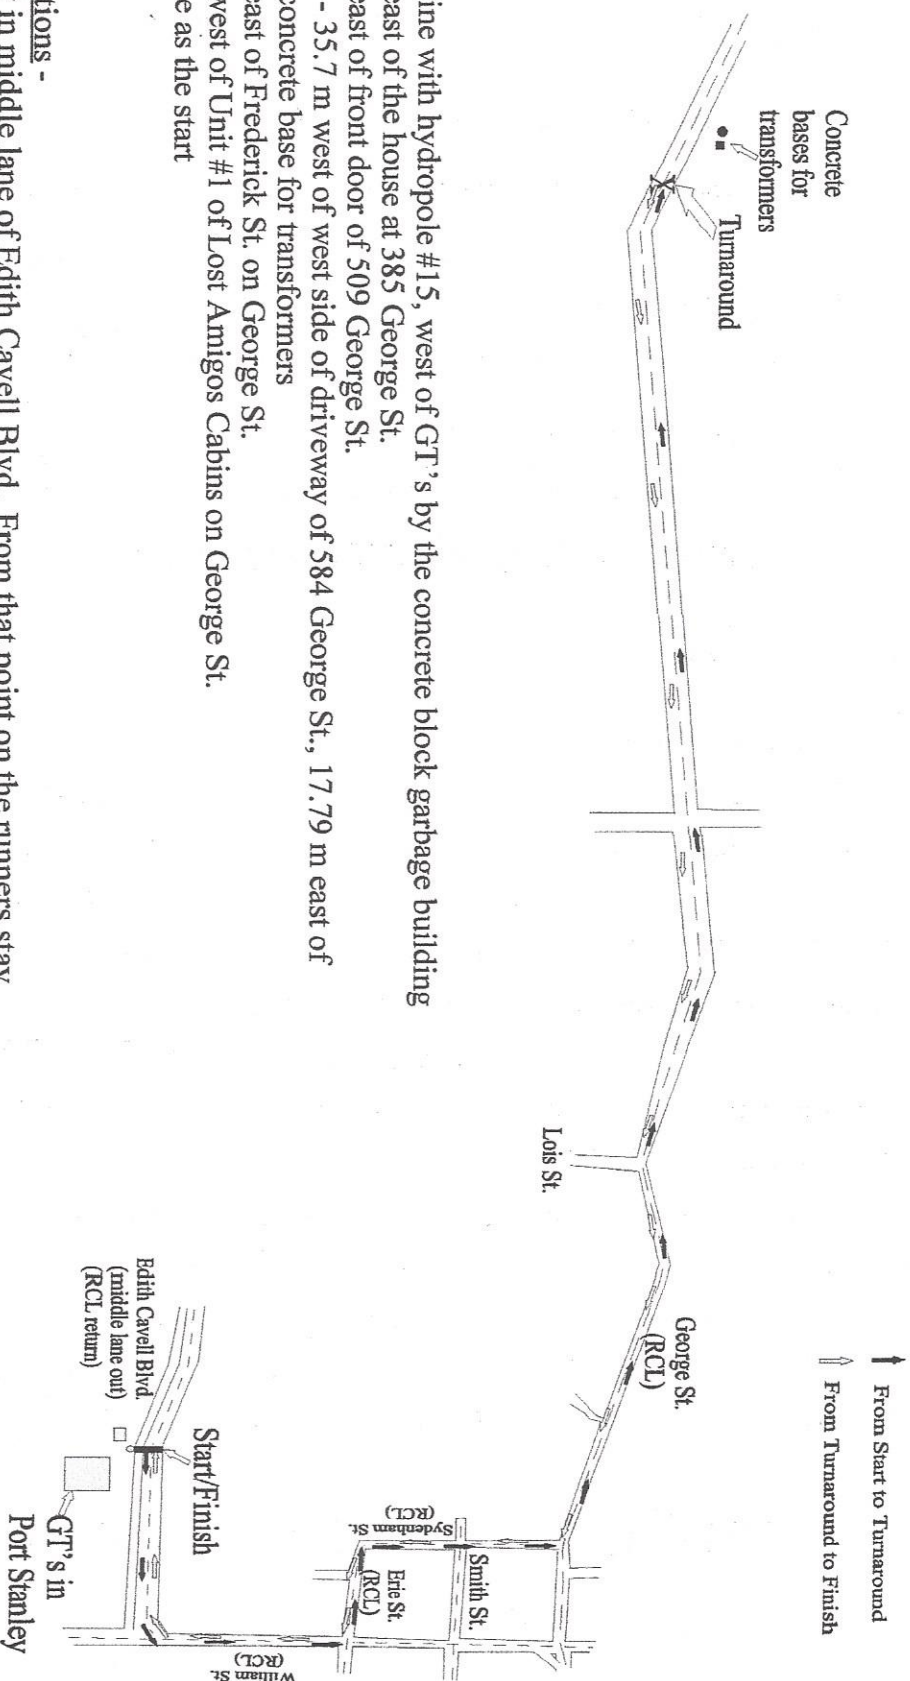 From Start to Turnaround
From Turnaround to Finish
Concrete
bases for
transformers
Turnaround
Lois St.
George St.
(RCL)
Sydenham St.
(RCL)
Smith St.
Erie St.
(RCL)
William St.
(RCL)
Edith Cavell Blvd.
(middle lane out)
(RCL return)
Start/Finish
GT's in
Port Stanley
ine with hydropole #15, west of GT's by the concrete block garbage building
east of the house at 385 George St.
east of front door of 509 George St.
- 35.7 m west of west side of driveway of 584 George St., 17.79 m east of
concrete base for transformers
east of Frederick St. on George St.
west of Unit #1 of Lost Amigos Cabins on George St.
e as the start
tions -
in middle lane of Edith Cavell Blvd. From that point on the runners stay